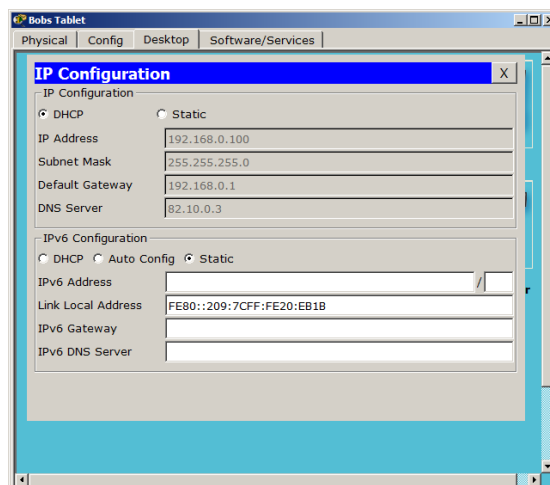 Bobs Tablet
Physical Config Desktop Software/Services
IP Configuration X
IP Configuration
DHCP Static
IP Address 192.168.0.100
Subnet Mask 255.255.255.0
Default Gateway 192.168.0.1
DNS Server 82.10.0.3
IPv6 Configuration
DHCP Auto Config Static
IPv6 Address /
Link Local Address FE80::209:7CFF:FE20:EB1B
IPv6 Gateway
IPv6 DNS Server
r